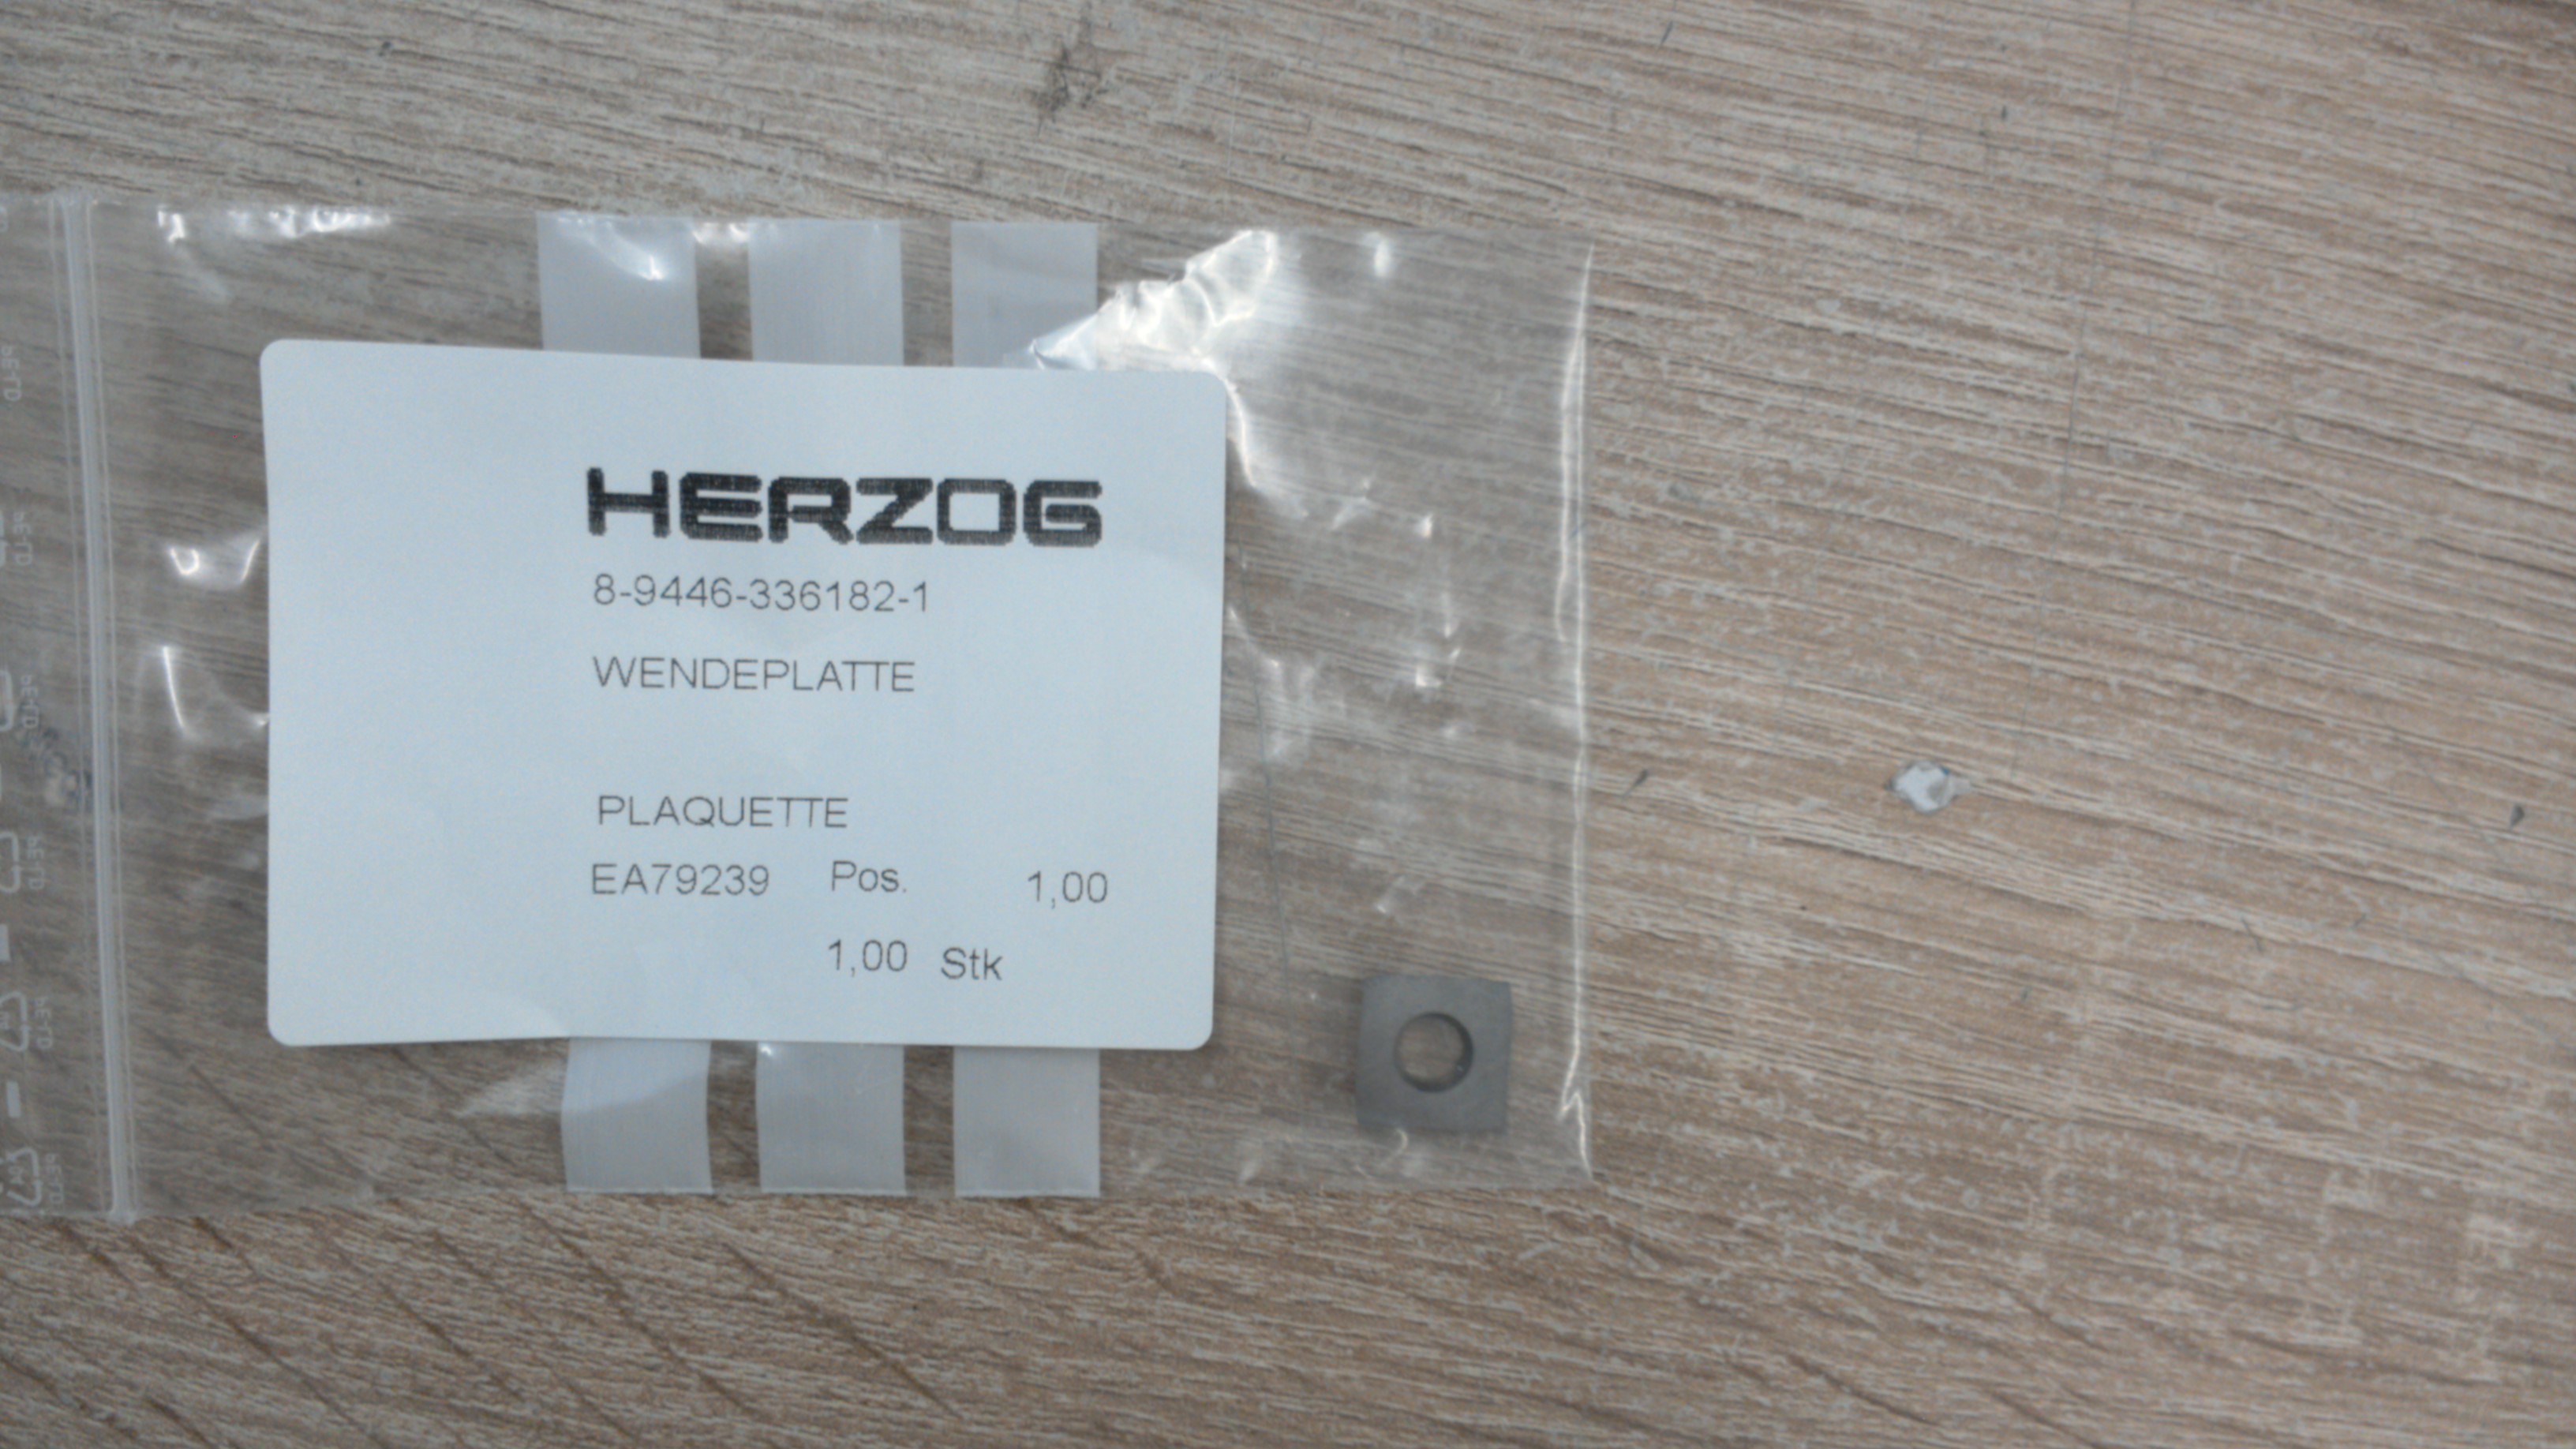 HERZOG
8-9446-336182-1
WENDEPLATTE
PLAQUETTE
EA79239 Pos. 1,00
1,00 Stk